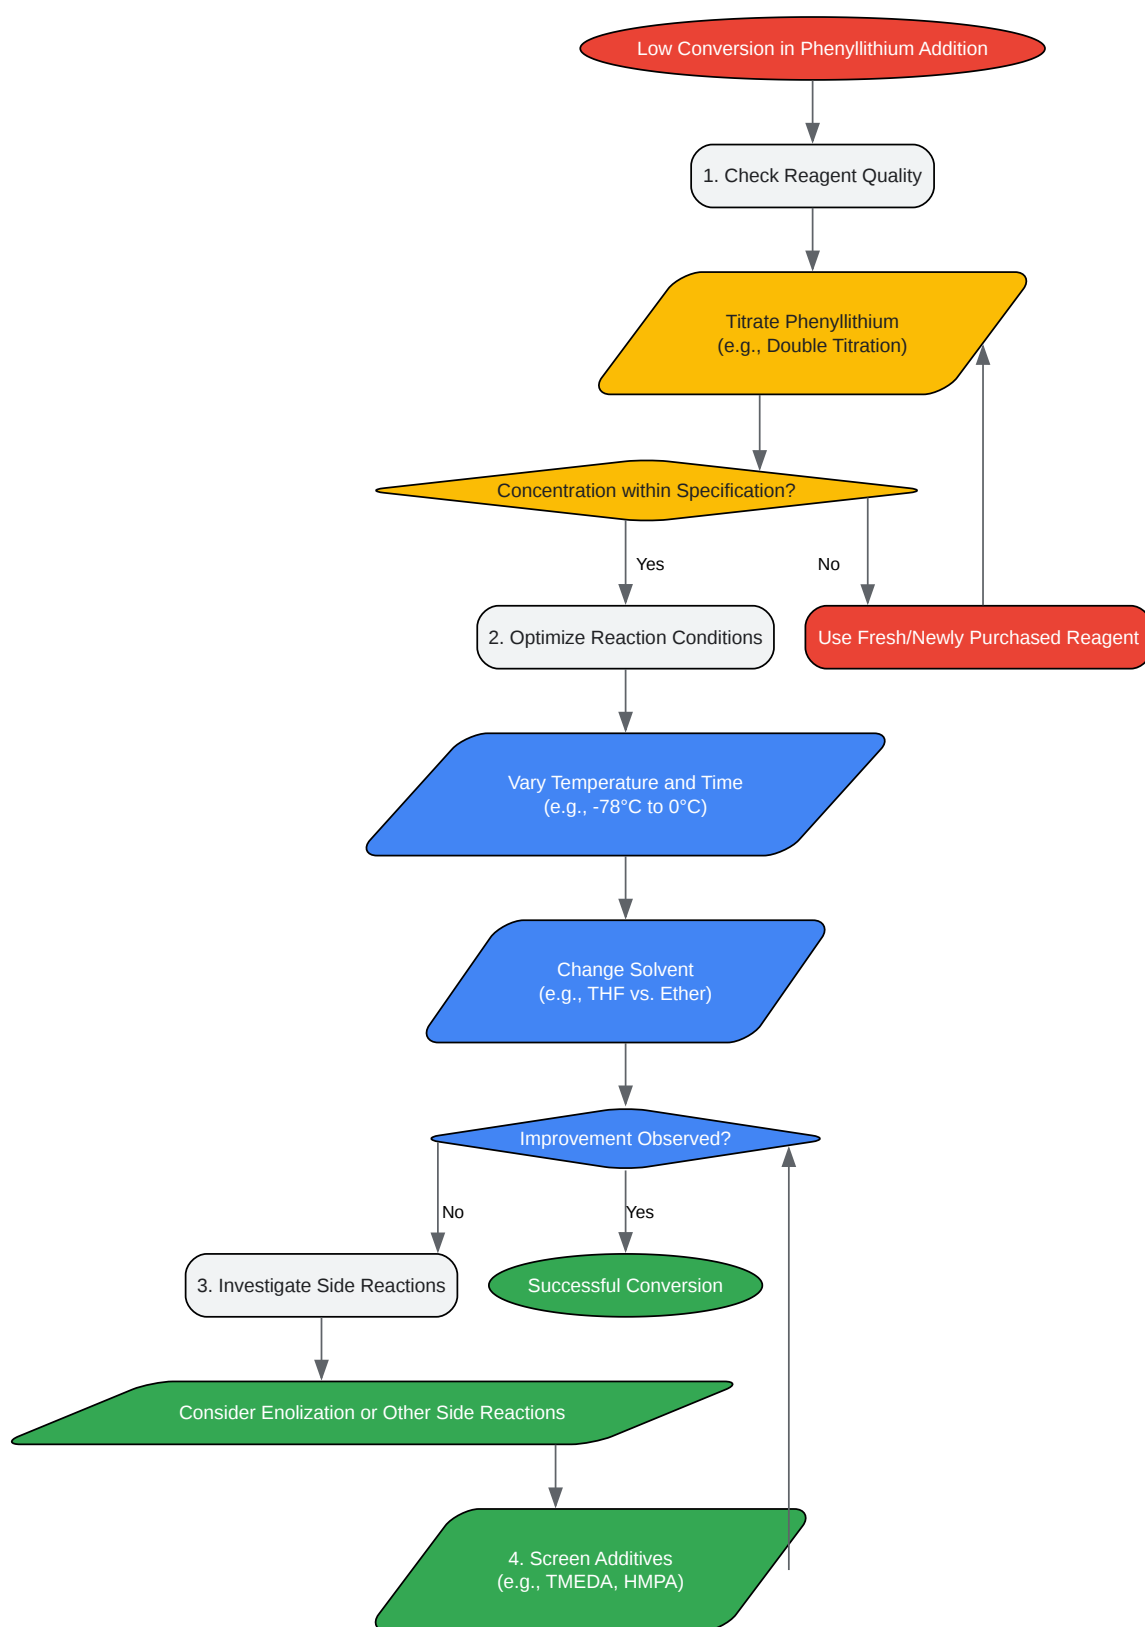 Low Conversion in Phenyllithium Addition
1. Check Reagent Quality
Titrate Phenyllithium
(e.g., Double Titration)
Concentration within Specification?
Yes
No
2. Optimize Reaction Conditions
Use Fresh/Newly Purchased Reagent
Vary Temperature and Time
(e.g., -78°C to 0°C)
Change Solvent
(e.g., THF vs. Ether)
Improvement Observed?
No
Yes
3. Investigate Side Reactions
Successful Conversion
Consider Enolization or Other Side Reactions
4. Screen Additives
(e.g., TMEDA, HMPA)